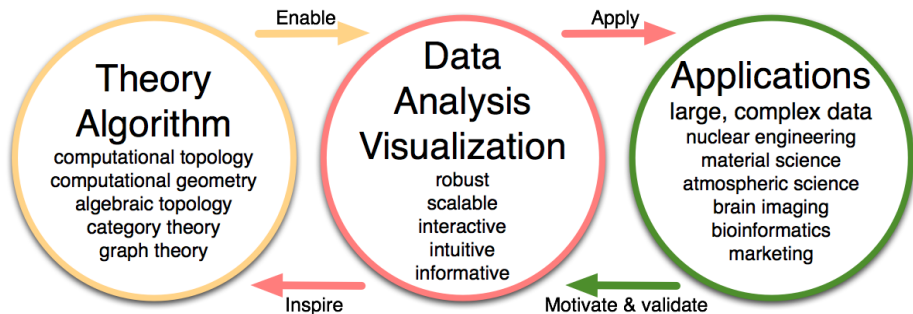 Enable
Apply
Theory
Algorithm
computational topology
computational geometry
algebraic topology
category theory
graph theory
Data
Analysis
Visualization
robust
scalable
interactive
intuitive
informative
Applications
large, complex data
nuclear engineering
material science
atmospheric science
brain imaging
bioinformatics
marketing
Inspire
Motivate & validate